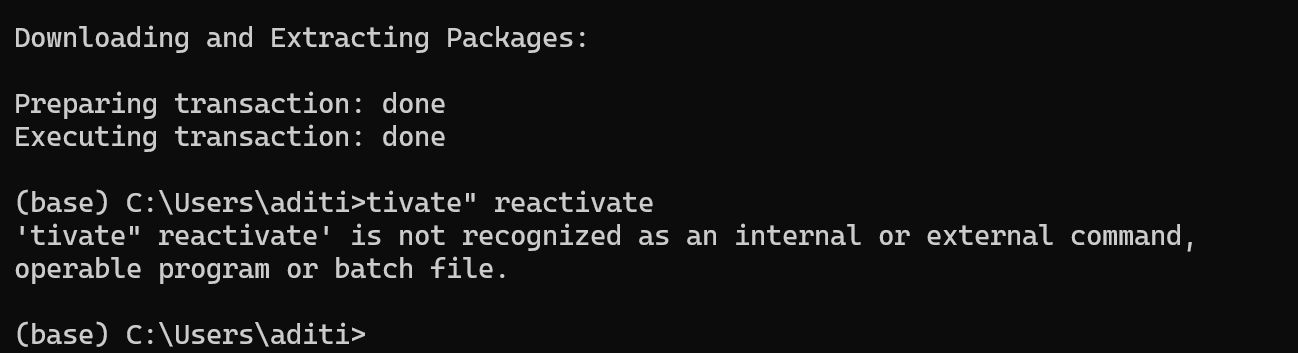 Downloading and Extracting Packages:
Preparing transaction: done
Executing transaction: done
(base) C:\Users\aditi>tivate" reactivate
'tivate" reactivate' is not recognized as an internal or external command,
operable program or batch file.
(base) C:\Users\aditi>